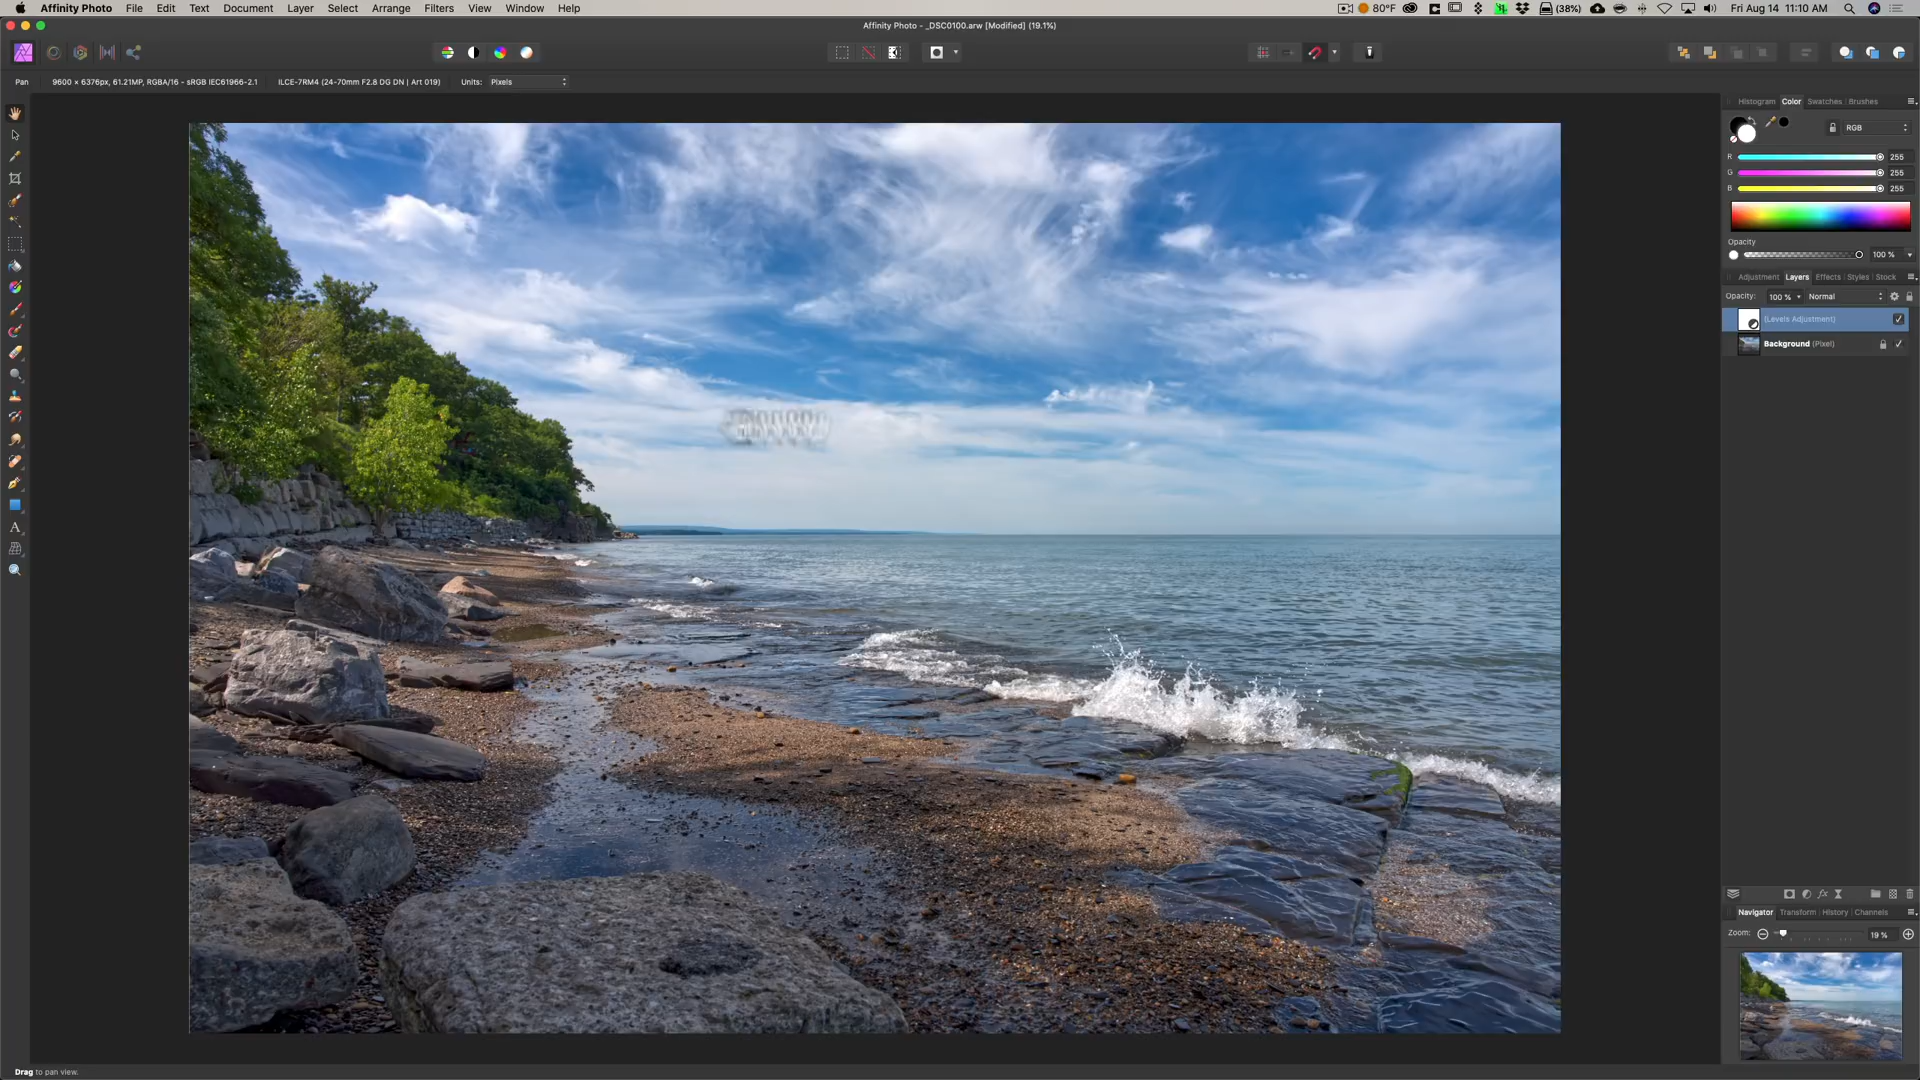 Affinity Photo File Edit Text Document Layer Select Arrange Filters View Window Help 80°F (38%) Fri Aug 14 11:10 AM
Affinity Photo - _DSC0100.arw [Modified] (19.1%)
Pan 9600 × 6376px, 61.21MP, RGBA/16 - sRGB IEC61966-2.1 ILCE-7RM4 (24-70mm F2.8 DG DN | Art 019) Units: Pixels
Histogram Color Swatches Brushes
RGB
R 255
G 255
B 255
Opacity
100 %
Adjustment Layers Effects Styles Stock
Opacity: 100 % Normal
(Levels Adjustment)
Background (Pixel)
fx
Navigator Transform History Channels
Zoom: 19 %
A
Drag to pan view.